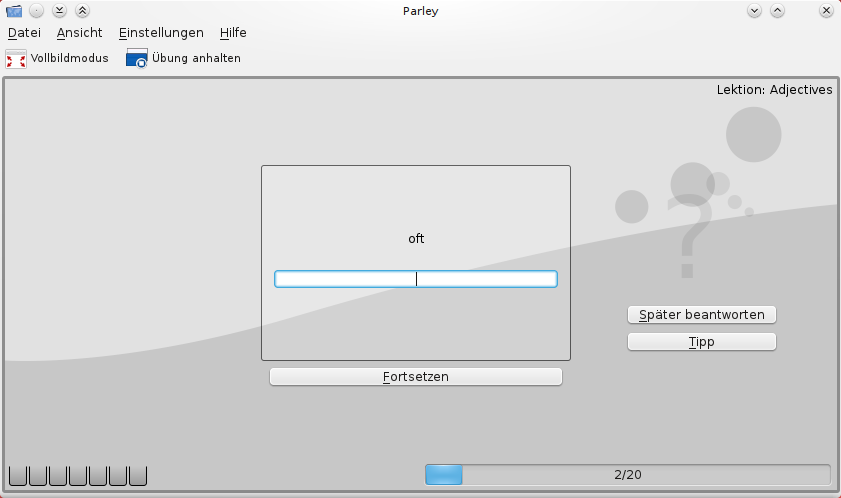 Parley
Datei Ansicht Einstellungen Hilfe
Vollbildmodus Übung anhalten
Lektion: Adjectives
?
oft
Später beantworten
Tipp
Fortsetzen
2/20